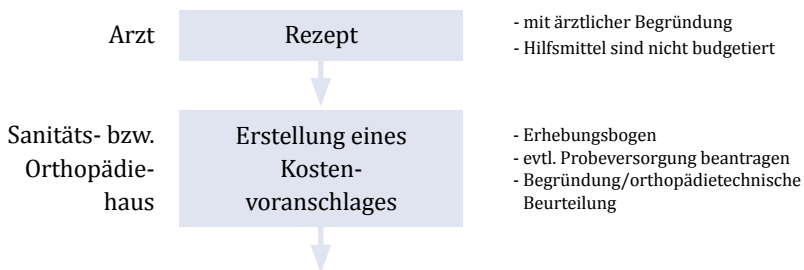 Arzt
Rezept
- mit ärztlicher Begründung
- Hilfsmittel sind nicht budgetiert
Sanitäts- bzw.
Orthopädie-
haus
Erstellung eines
Kosten-
voranschlages
- Erhebungsbogen
- evtl. Probeversorgung beantragen
- Begründung/orthopädietechnische
Beurteilung